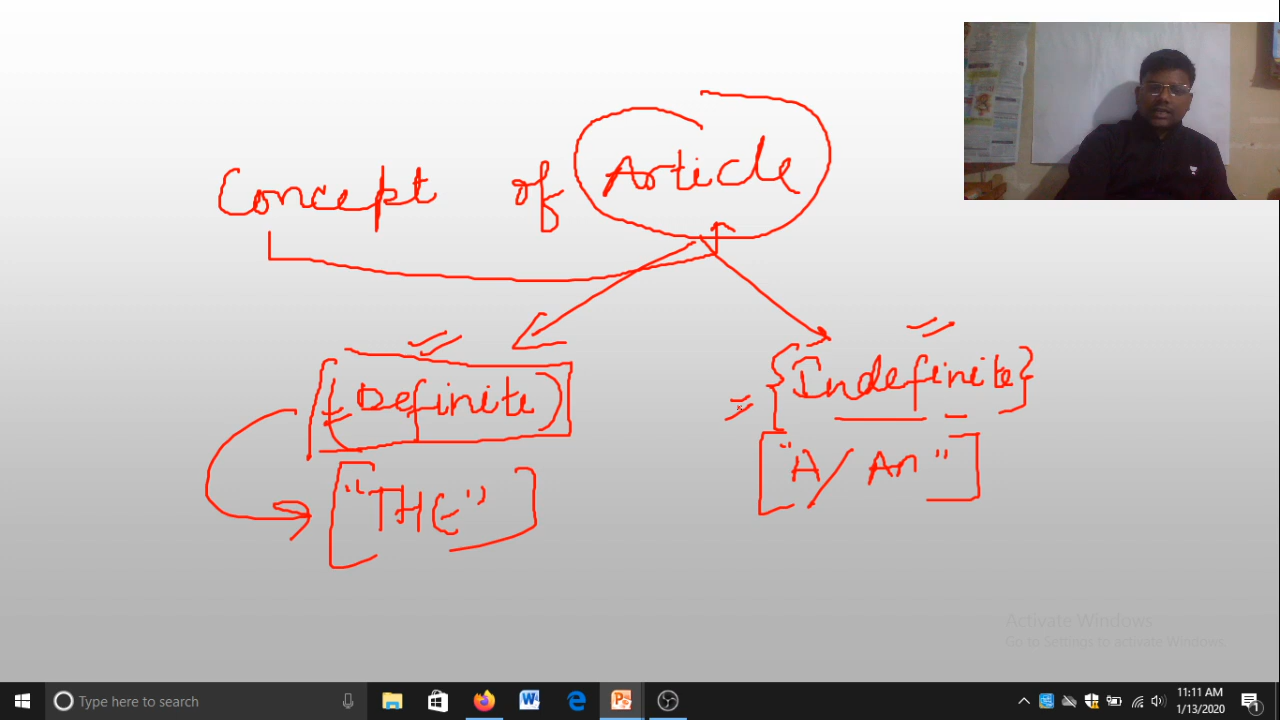 Concept of Article
Definite
Indefinite
"THE"
"A/An"
Activate Windows
Go to Settings to activate Windows
Type here to search
11:11 AM
1/13/2020